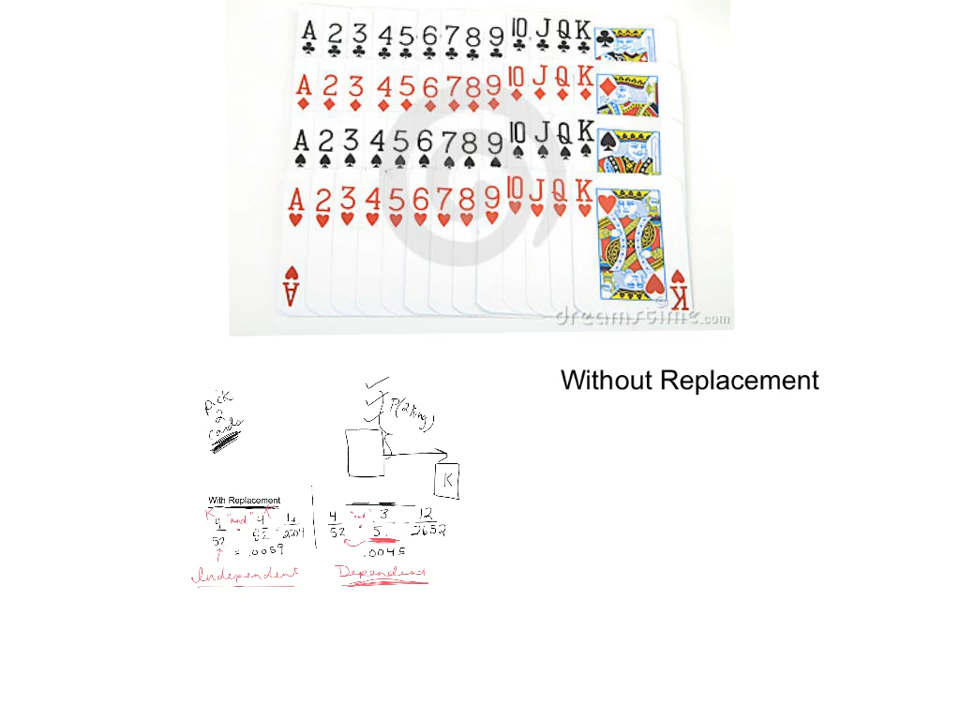 A 2 3 4 5 6 7 8 9 10 J Q K
A 2 3 4 5 6 7 8 9 10 J Q K
A 2 3 4 5 6 7 8 9 10 J Q K
A 2 3 4 5 6 7 8 9 10 J Q K
A K
dreamstime.com
Without Replacement
Pick
2
cards
P(2 King)
K
With Replacement
K "and" K
4/52 · 4/52 = 16/2704
= .0059
Independent
"and"
4/52 · 3/5 = 12/2652
.0045
Dependent